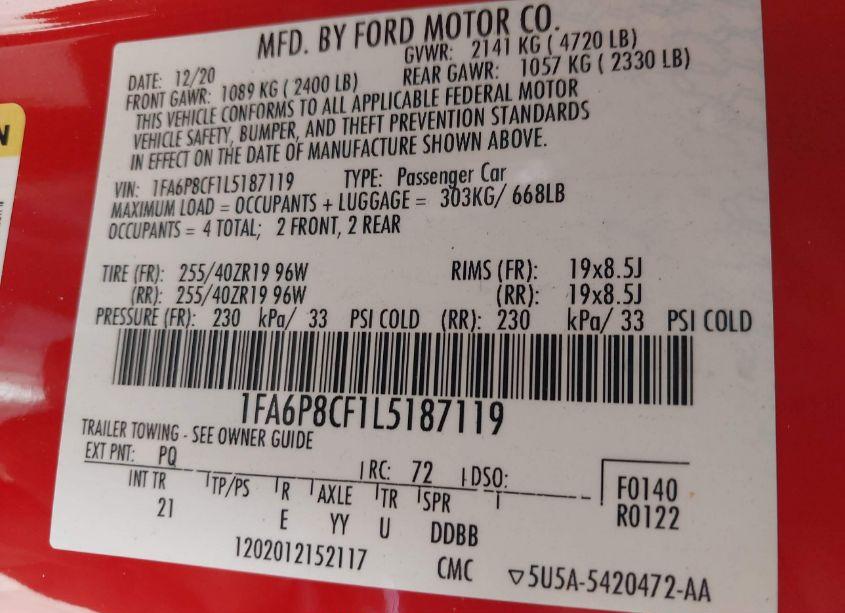 MFD. BY FORD MOTOR CO.
DATE: 12/20 GVWR: 2141 KG ( 4720 LB)
FRONT GAWR: 1089 KG ( 2400 LB) REAR GAWR: 1057 KG ( 2330 LB)
THIS VEHICLE CONFORMS TO ALL APPLICABLE FEDERAL MOTOR
VEHICLE SAFETY, BUMPER, AND THEFT PREVENTION STANDARDS
IN EFFECT ON THE DATE OF MANUFACTURE SHOWN ABOVE.
VIN: 1FA6P8CF1L5187119 TYPE: Passenger Car
MAXIMUM LOAD = OCCUPANTS + LUGGAGE = 303KG/ 668LB
OCCUPANTS = 4 TOTAL; 2 FRONT, 2 REAR
TIRE (FR): 255/40ZR19 96W RIMS (FR): 19x8.5J
(RR): 255/40ZR19 96W (RR): 19x8.5J
PRESSURE (FR): 230 kPa/ 33 PSI COLD (RR): 230 kPa/ 33 PSI COLD
1FA6P8CF1L5187119
TRAILER TOWING - SEE OWNER GUIDE
EXT PNT: PQ RC: 72 DSO:
INT TR TP/PS R AXLE TR SPR F0140
21 E YY U DDBB R0122
1202012152117 CMC 5U5A-5420472-AA